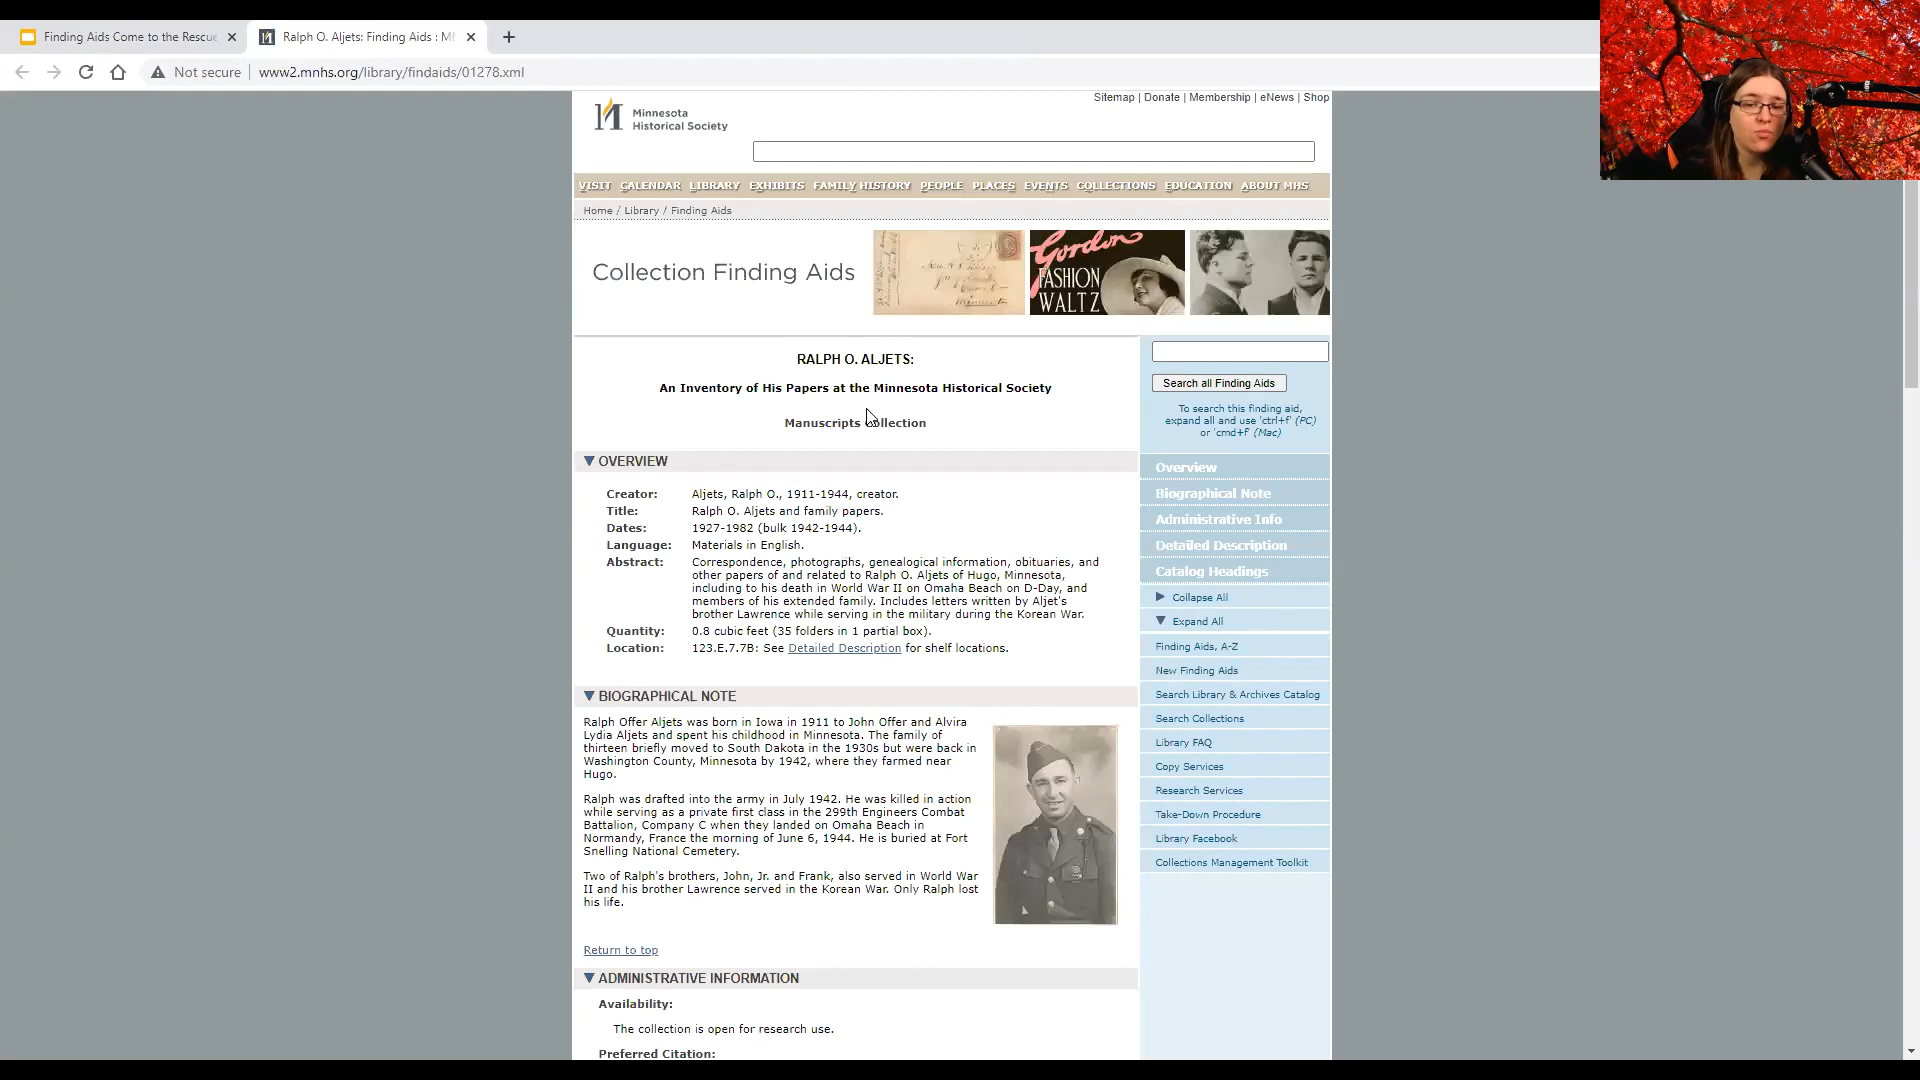 Finding Aids Come to the Rescue
Ralph O. Aljets: Finding Aids : M
Not secure
www2.mnhs.org/library/findaids/01278.xml
Sitemap | Donate | Membership | eNews | Shop
Minnesota
Historical Society
VISIT CALENDAR LIBRARY EXHIBITS FAMILY HISTORY PEOPLE PLACES EVENTS COLLECTIONS EDUCATION ABOUT MHS
Home / Library / Finding Aids
Collection Finding Aids
Gordon
FASHION
WALTZ
RALPH O. ALJETS:
An Inventory of His Papers at the Minnesota Historical Society
Manuscripts Collection
OVERVIEW
Creator: Aljets, Ralph O., 1911-1944, creator.
Title: Ralph O. Aljets and family papers.
Dates: 1927-1982 (bulk 1942-1944).
Language: Materials in English.
Abstract: Correspondence, photographs, genealogical information, obituaries, and
other papers of and related to Ralph O. Aljets of Hugo, Minnesota,
including to his death in World War II on Omaha Beach on D-Day, and
members of his extended family. Includes letters written by Aljet's
brother Lawrence while serving in the military during the Korean War.
Quantity: 0.8 cubic feet (35 folders in 1 partial box).
Location: 123.E.7.7B: See Detailed Description for shelf locations.
BIOGRAPHICAL NOTE
Ralph Offer Aljets was born in Iowa in 1911 to John Offer and Alvira
Lydia Aljets and spent his childhood in Minnesota. The family of
thirteen briefly moved to South Dakota in the 1930s but were back in
Washington County, Minnesota by 1942, where they farmed near
Hugo.
Ralph was drafted into the army in July 1942. He was killed in action
while serving as a private first class in the 299th Engineers Combat
Battalion, Company C when they landed on Omaha Beach in
Normandy, France the morning of June 6, 1944. He is buried at Fort
Snelling National Cemetery.
Two of Ralph's brothers, John, Jr. and Frank, also served in World War
II and his brother Lawrence served in the Korean War. Only Ralph lost
his life.
Return to top
ADMINISTRATIVE INFORMATION
Availability:
The collection is open for research use.
Preferred Citation:
Search all Finding Aids
To search this finding aid,
expand all and use 'ctrl+f' (PC)
or 'cmd+f' (Mac)
Overview
Biographical Note
Administrative Info
Detailed Description
Catalog Headings
Collapse All
Expand All
Finding Aids, A-Z
New Finding Aids
Search Library & Archives Catalog
Search Collections
Library FAQ
Copy Services
Research Services
Take-Down Procedure
Library Facebook
Collections Management Toolkit